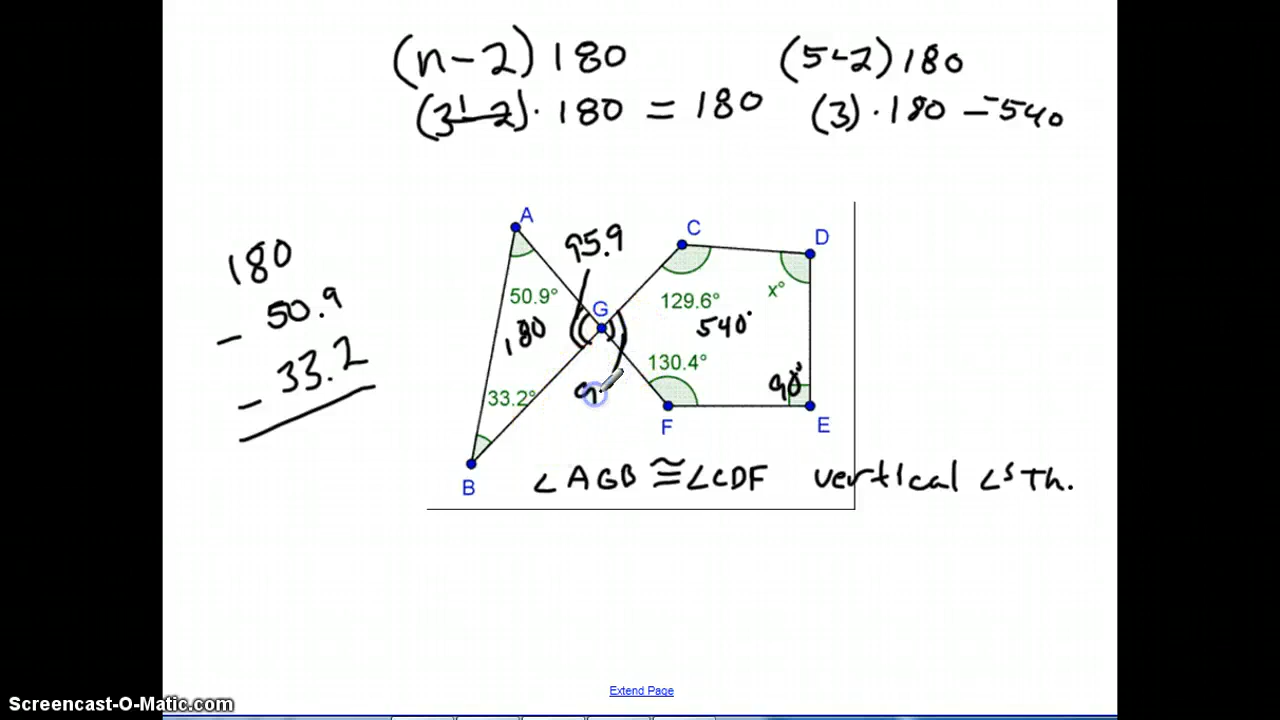 (n-2)180
(5-2)180
(3-2)·180 = 180
(3)·180 = 540
A
95.9
C
D
180
- 50.9
- 33.2
50.9°
G
129.6°
x°
180
540°
130.4°
33.2°
9.
90°
F
E
B
∠AGB ≅ ∠CDF vertical ∠'s Th.
Extend Page
Screencast-O-Matic.com